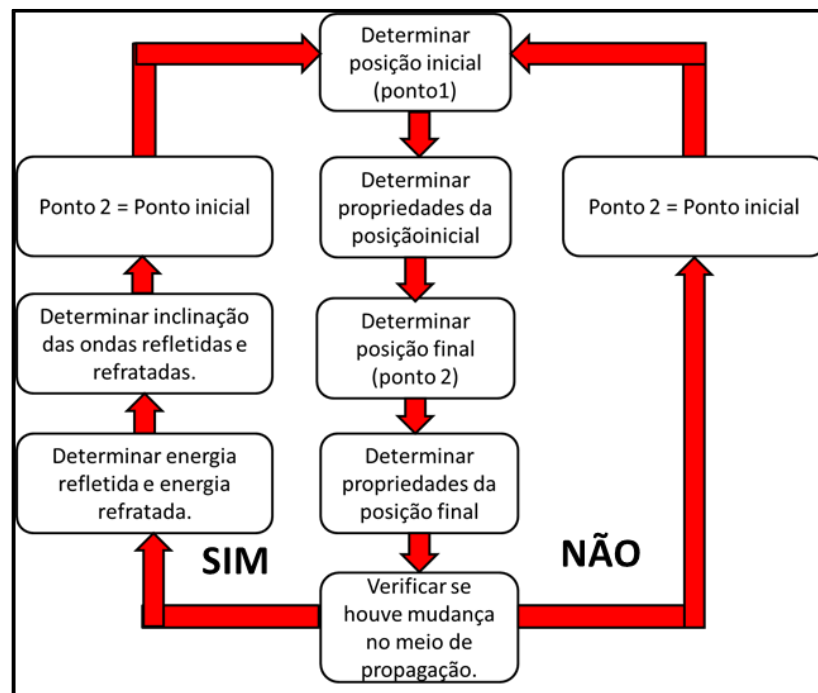 Determinar
posição inicial
(ponto1)
Determinar
propriedades da
posiçãoinicial
Determinar
posição final
(ponto 2)
Determinar
propriedades da
posição final
Verificar se
houve mudança
no meio de
propagação.
SIM
Determinar energia
refletida e energia
refratada.
Determinar inclinação
das ondas refletidas e
refratadas.
Ponto 2 = Ponto inicial
NÃO
Ponto 2 = Ponto inicial